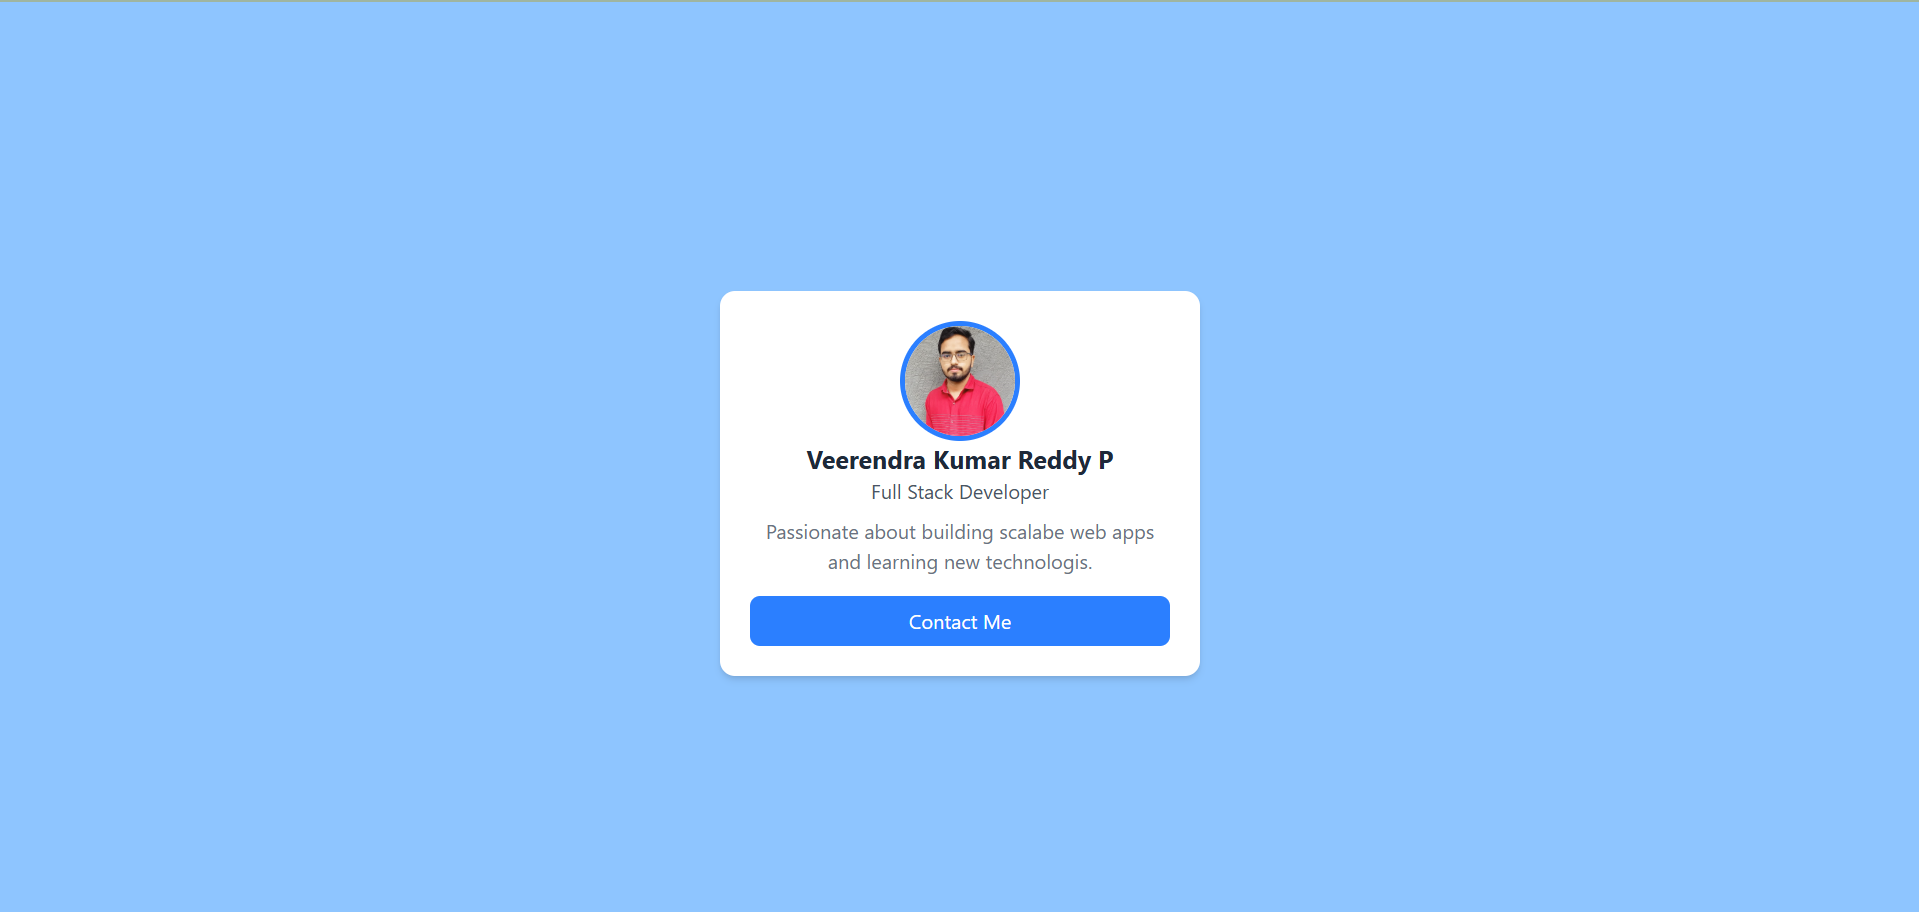 Veerendra Kumar Reddy P
Full Stack Developer
Passionate about building scalabe web apps
and learning new technologis.
Contact Me